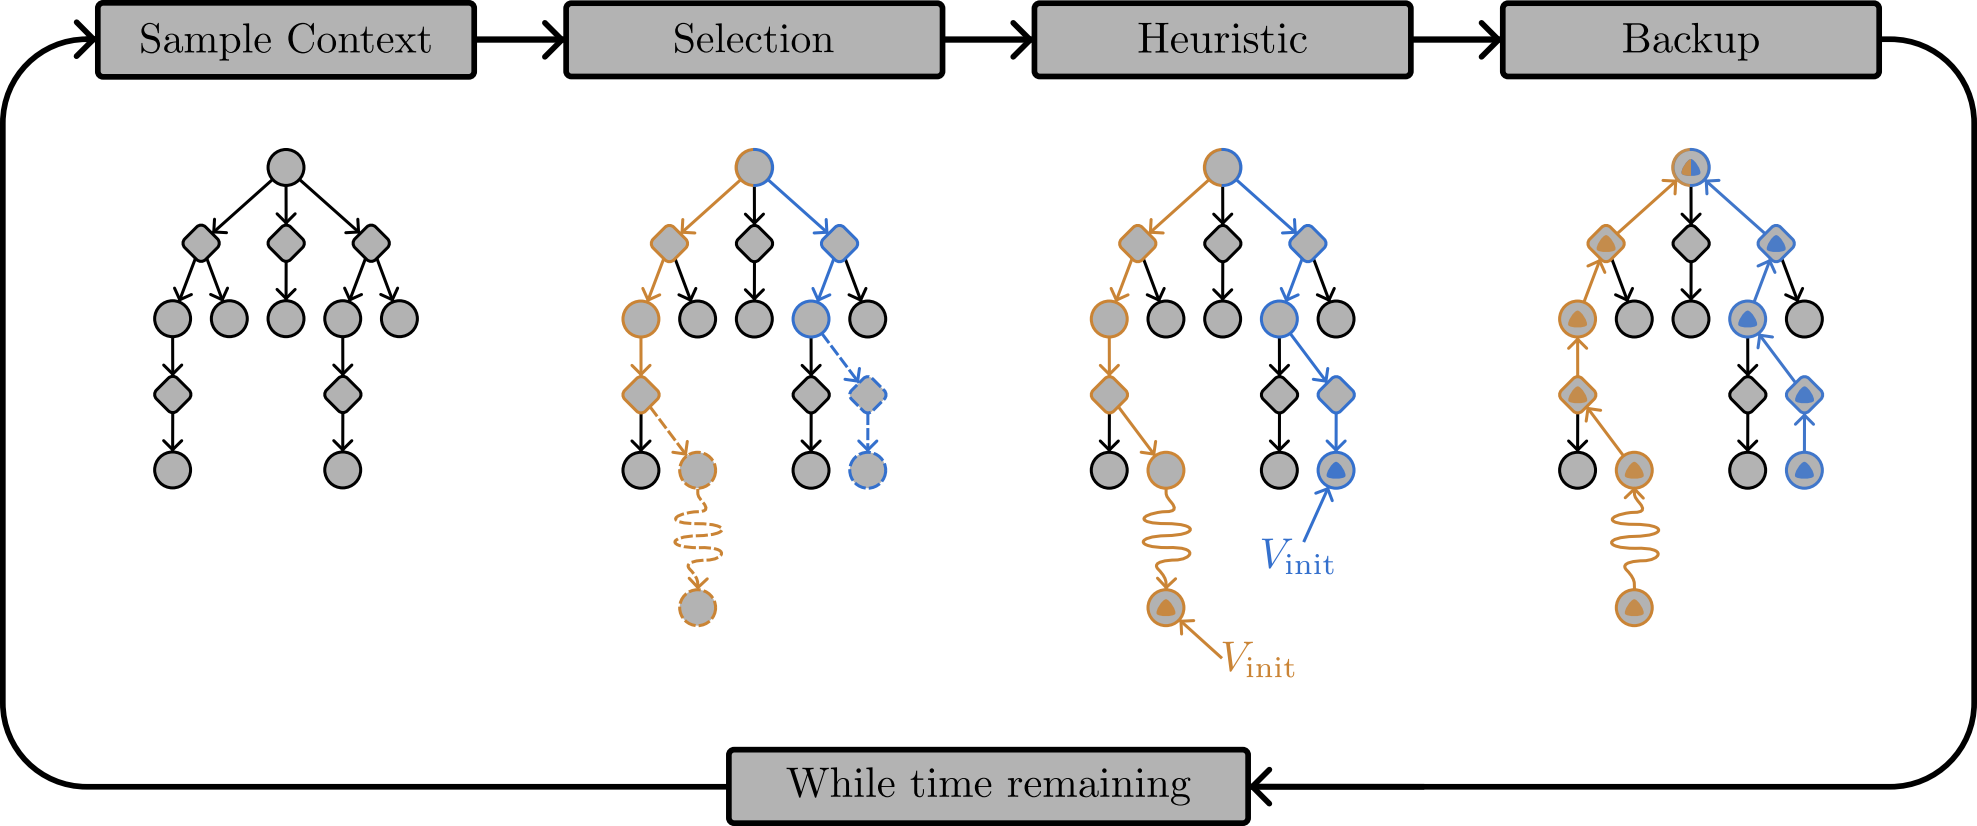 Sample Context
Selection
Heuristic
Backup
V_init
V_init
While time remaining